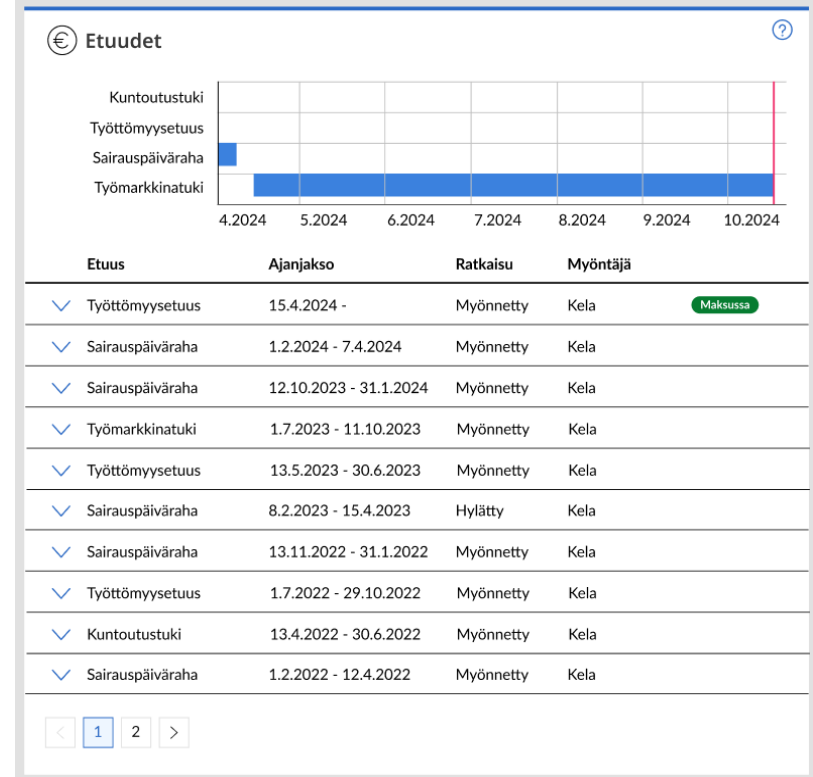 € Etuudet ?
Kuntoutustuki
Työttömyysetuus
Sairauspäiväraha
Työmarkkinatuki
4.2024 5.2024 6.2024 7.2024 8.2024 9.2024 10.2024
Etuus Ajanjakso Ratkaisu Myöntäjä
Työttömyysetuus 15.4.2024 - Myönnetty Kela Maksussa
Sairauspäiväraha 1.2.2024 - 7.4.2024 Myönnetty Kela
Sairauspäiväraha 12.10.2023 - 31.1.2024 Myönnetty Kela
Työmarkkinatuki 1.7.2023 - 11.10.2023 Myönnetty Kela
Työttömyysetuus 13.5.2023 - 30.6.2023 Myönnetty Kela
Sairauspäiväraha 8.2.2023 - 15.4.2023 Hylätty Kela
Sairauspäiväraha 13.11.2022 - 31.1.2022 Myönnetty Kela
Työttömyysetuus 1.7.2022 - 29.10.2022 Myönnetty Kela
Kuntoutustuki 13.4.2022 - 30.6.2022 Myönnetty Kela
Sairauspäiväraha 1.2.2022 - 12.4.2022 Myönnetty Kela
< 1 2 >